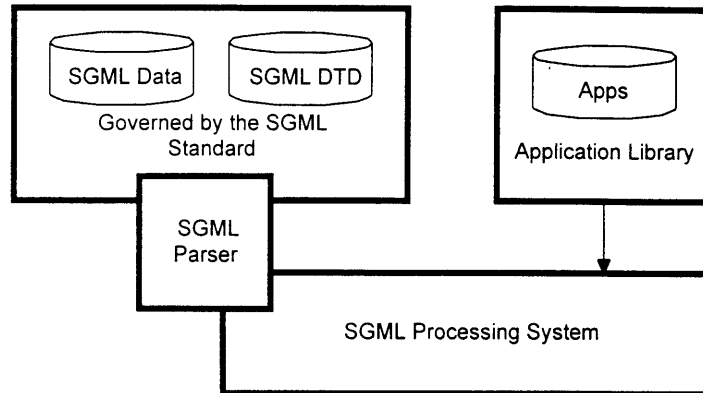 SGML Data
SGML DTD
Governed by the SGML
Standard
Apps
Application Library
SGML
Parser
SGML Processing System